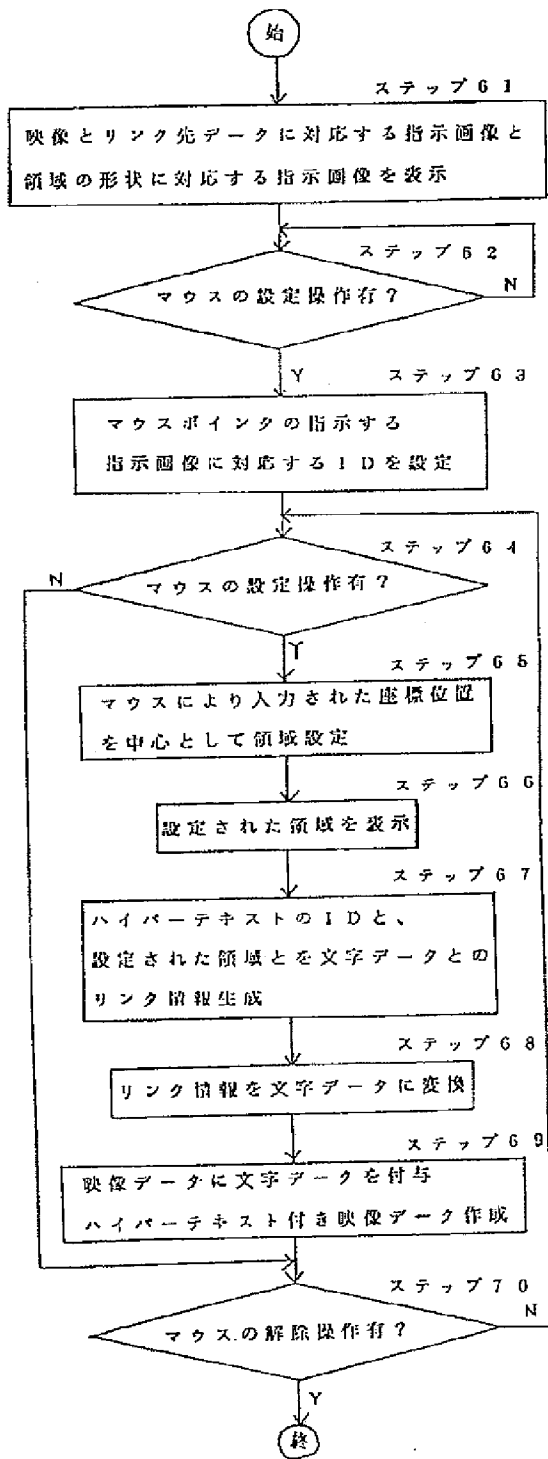 始
ステップ61
映像とリンク先データに対応する指示画像と
領域の形状に対応する指示画像を表示
ステップ62
マウスの設定操作有?
N
Y
ステップ63
マウスポインタの指示する
指示画像に対応するIDを設定
ステップ64
N
マウスの設定操作有?
Y
ステップ65
マウスにより入力された座標位置
を中心として領域設定
ステップ66
設定された領域を表示
ステップ67
ハイパーテキストのIDと、
設定された領域とを文字データとの
リンク情報生成
ステップ68
リンク情報を文字データに変換
ステップ69
映像データに文字データを付与
ハイパーテキスト付き映像データ作成
ステップ70
マウスの解除操作有?
N
Y
終